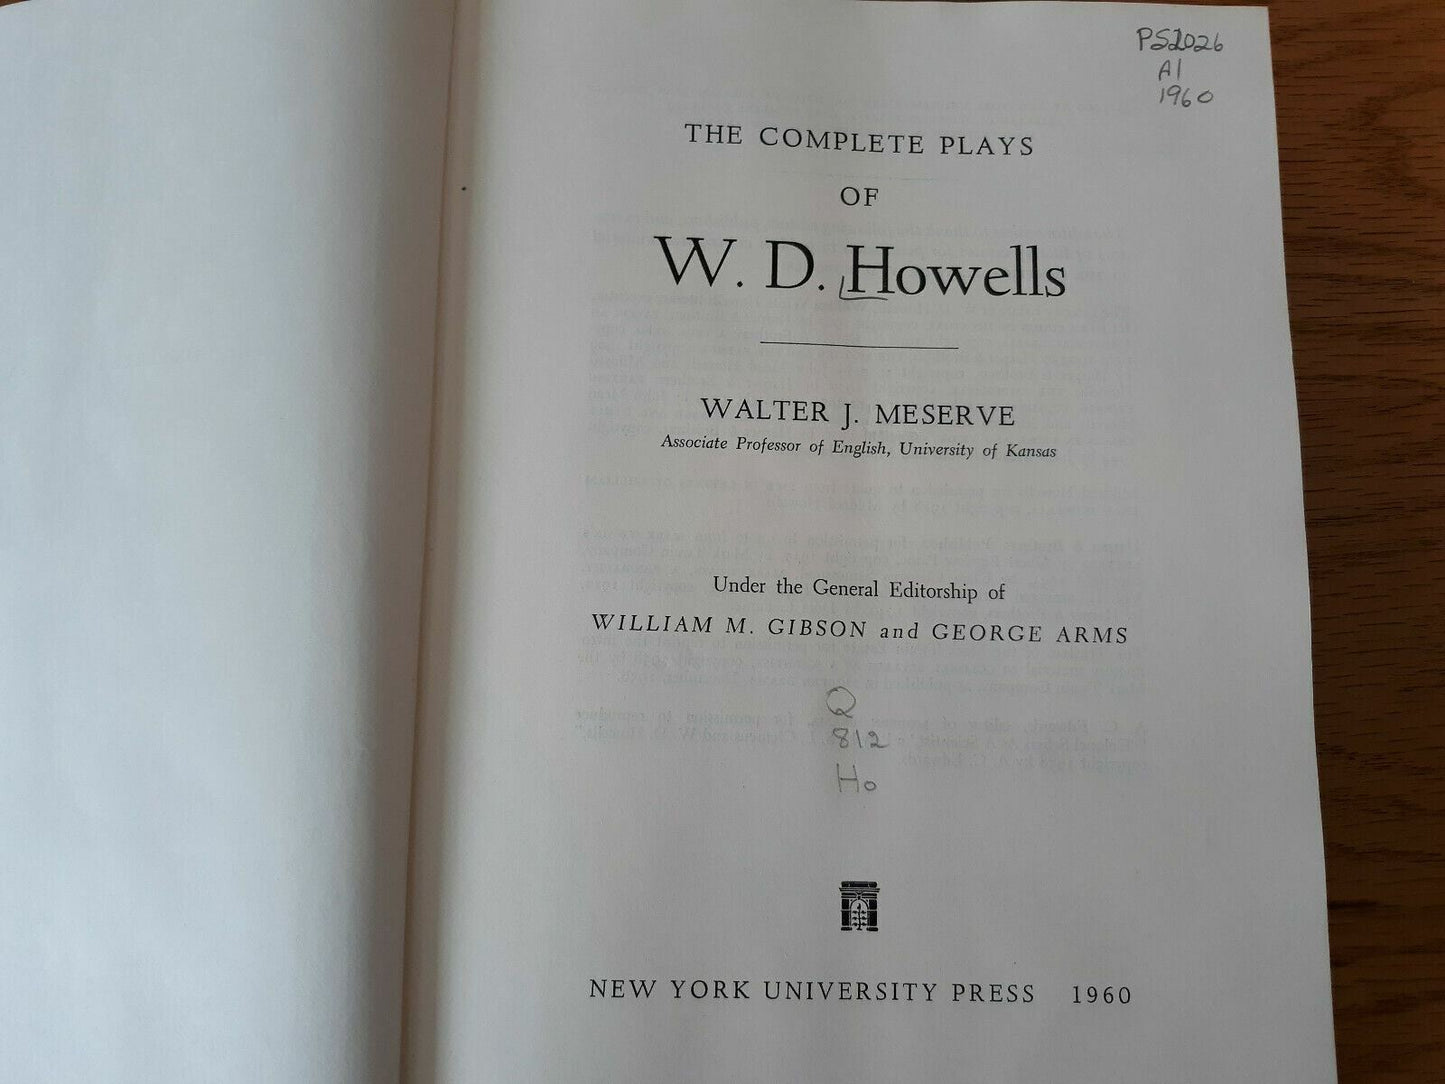 PS2026
A1
1960
THE COMPLETE PLAYS
OF
W. D. Howells
WALTER J. MESERVE
Associate Professor of English, University of Kansas
Under the General Editorship of
WILLIAM M. GIBSON and GEORGE ARMS
Q
812
Ho
NEW YORK UNIVERSITY PRESS 1960